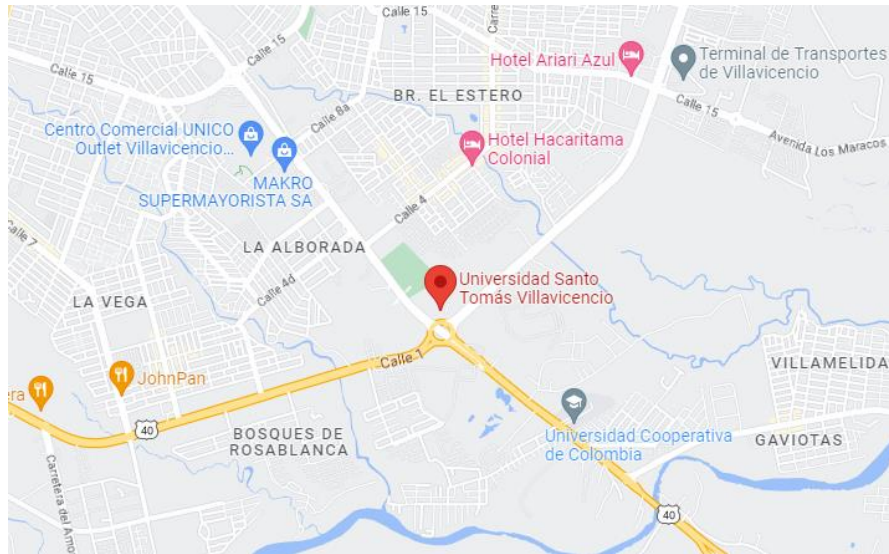 Calle 15
Carre
Hotel Ariari Azul
Terminal de Transportes
de Villavicencio
Calle 15
BR. EL ESTERO
Calle 15
Calle 8a
Centro Comercial UNICO
Outlet Villavicencio...
Avenida Los Maracos
Hotel Hacaritama
Colonial
MAKRO
SUPERMAYORISTA SA
Calle 4
Calle 7
LA ALBORADA
Universidad Santo
Tomás Villavicencio
Calle 4d
LA VEGA
Calle 1
VILLAMELIDA
JohnPan
era
40
BOSQUES DE
ROSABLANCA
Universidad Cooperativa
de Colombia
GAVIOTAS
Carretera del Amo
40